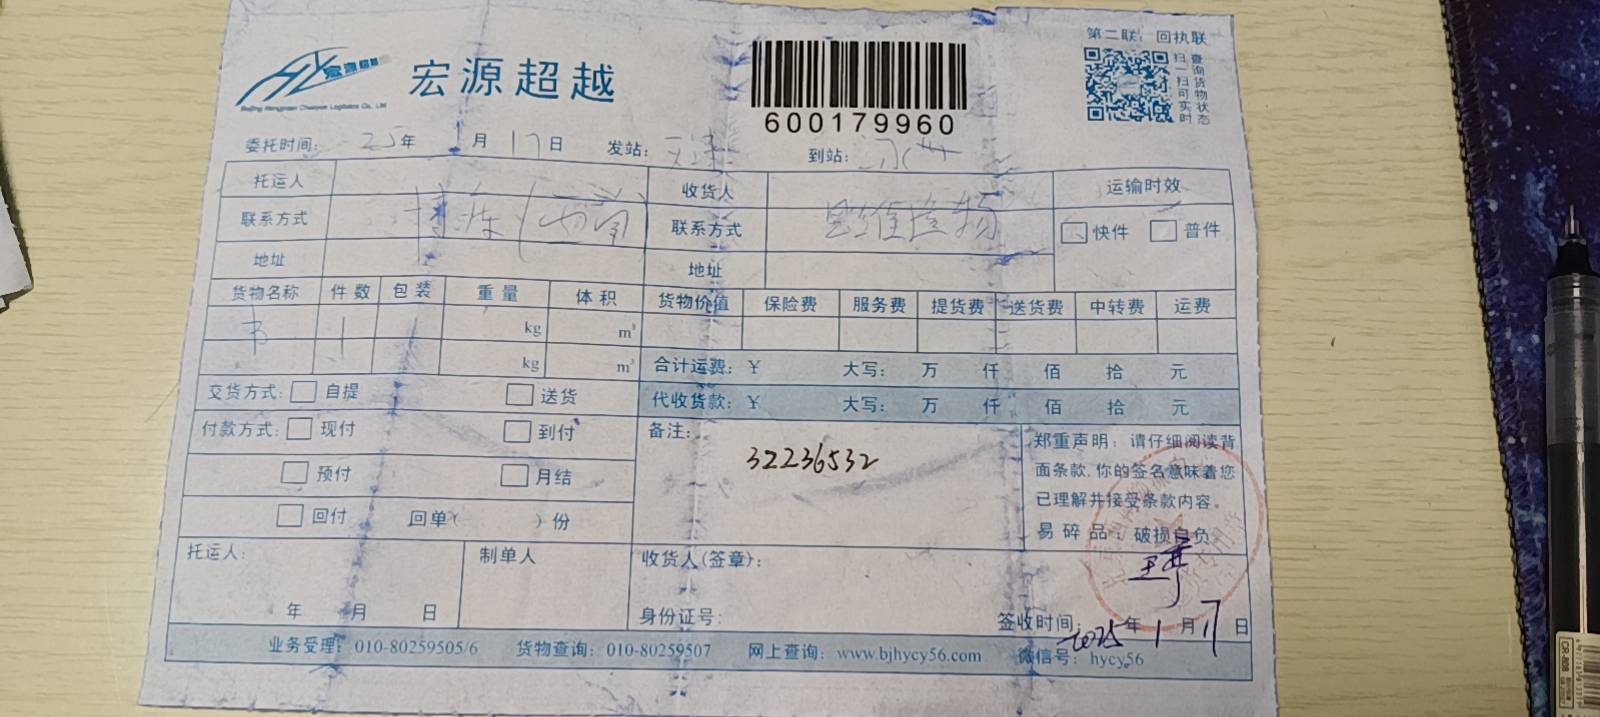 第二联：回执联
宏源超越
宏源超越
Beijing Hongyuan Chaoyue Logistics Co., Ltd
600179960
扫一扫可实时
查询货物状态
委托时间： 25年 1月 17日 发站： 到站：
托运人 收货人 运输时效
联系方式 联系方式 思维 快件 普件
地址 地址
货物名称 件数 包装 重量 体积 货物价值 保险费 服务费 提货费 送货费 中转费 运费
书 1 kg m³
kg m³ 合计运费：￥ 大写： 万 仟 佰 拾 元
交货方式： 自提 送货 代收货款：￥ 大写： 万 仟 佰 拾 元
付款方式： 现付 到付 备注：
32236532
预付 月结
回付 回单( )份
郑重声明：请仔细阅读背
面条款,你的签名意味着您
已理解并接受条款内容。
易碎品：破损自负
托运人： 制单人 收货人(签章)：
年 月 日 身份证号： 签收时间：2025年 1月 17日
业务受理：010-80259505/6 货物查询：010-80259507 网上查询：www.bjhycy56.com 微信号：hycy56